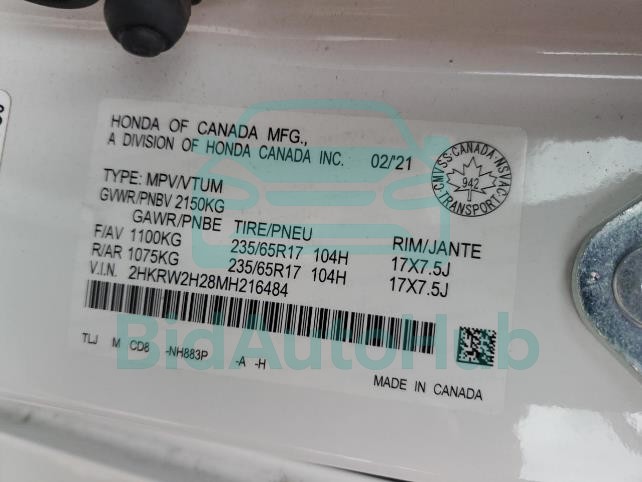 HONDA OF CANADA MFG.,
A DIVISION OF HONDA CANADA INC. 02/21
TYPE: MPV/VTUM
GVWR/PNBV 2150KG
GAWR/PNBE TIRE/PNEU RIM/JANTE
F/AV 1100KG 235/65R17 104H 17X7.5J
R/AR 1075KG 235/65R17 104H 17X7.5J
V.I.N. 2HKRW2H28MH216484
TLJ M CD8 -NH883P -A -H
MADE IN CANADA
CMVSS-CANADA-NSVAC
942
TRANSPORT
BidAutoHub